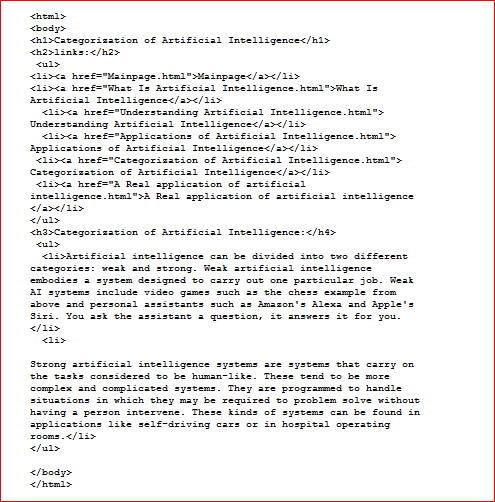 <html>
<body>
<h1>Categorization of Artificial Intelligence</h1>
<h2>links:</h2>
<ul>
<li><a href="Mainpage.html">Mainpage</a></li>
<li><a href="What Is Artificial Intelligence.html">What Is
Artificial Intelligence</a></li>
<li><a href="Understanding Artificial Intelligence.html">
Understanding Artificial Intelligence</a></li>
<li><a href="Applications of Artificial Intelligence.html">
Applications of Artificial Intelligence</a></li>
<li><a href="Categorization of Artificial Intelligence.html">
Categorization of Artificial Intelligence</a></li>
<li><a href="A Real application of artificial
intelligence.html">A Real application of artificial intelligence
</a></li>
</ul>
<h3>Categorization of Artificial Intelligence:</h4>
<ul>
<li>Artificial intelligence can be divided into two different
categories: weak and strong. Weak artificial intelligence
embodies a system designed to carry out one particular job. Weak
AI systems include video games such as the chess example from
above and personal assistants such as Amazon's Alexa and Apple's
Siri. You ask the assistant a question, it answers it for you.
</li>
<li>
Strong artificial intelligence systems are systems that carry on
the tasks considered to be human-like. These tend to be more
complex and complicated systems. They are programmed to handle
situations in which they may be required to problem solve without
having a person intervene. These kinds of systems can be found in
applications like self-driving cars or in hospital operating
rooms.</li>
</ul>
</body>
</html>